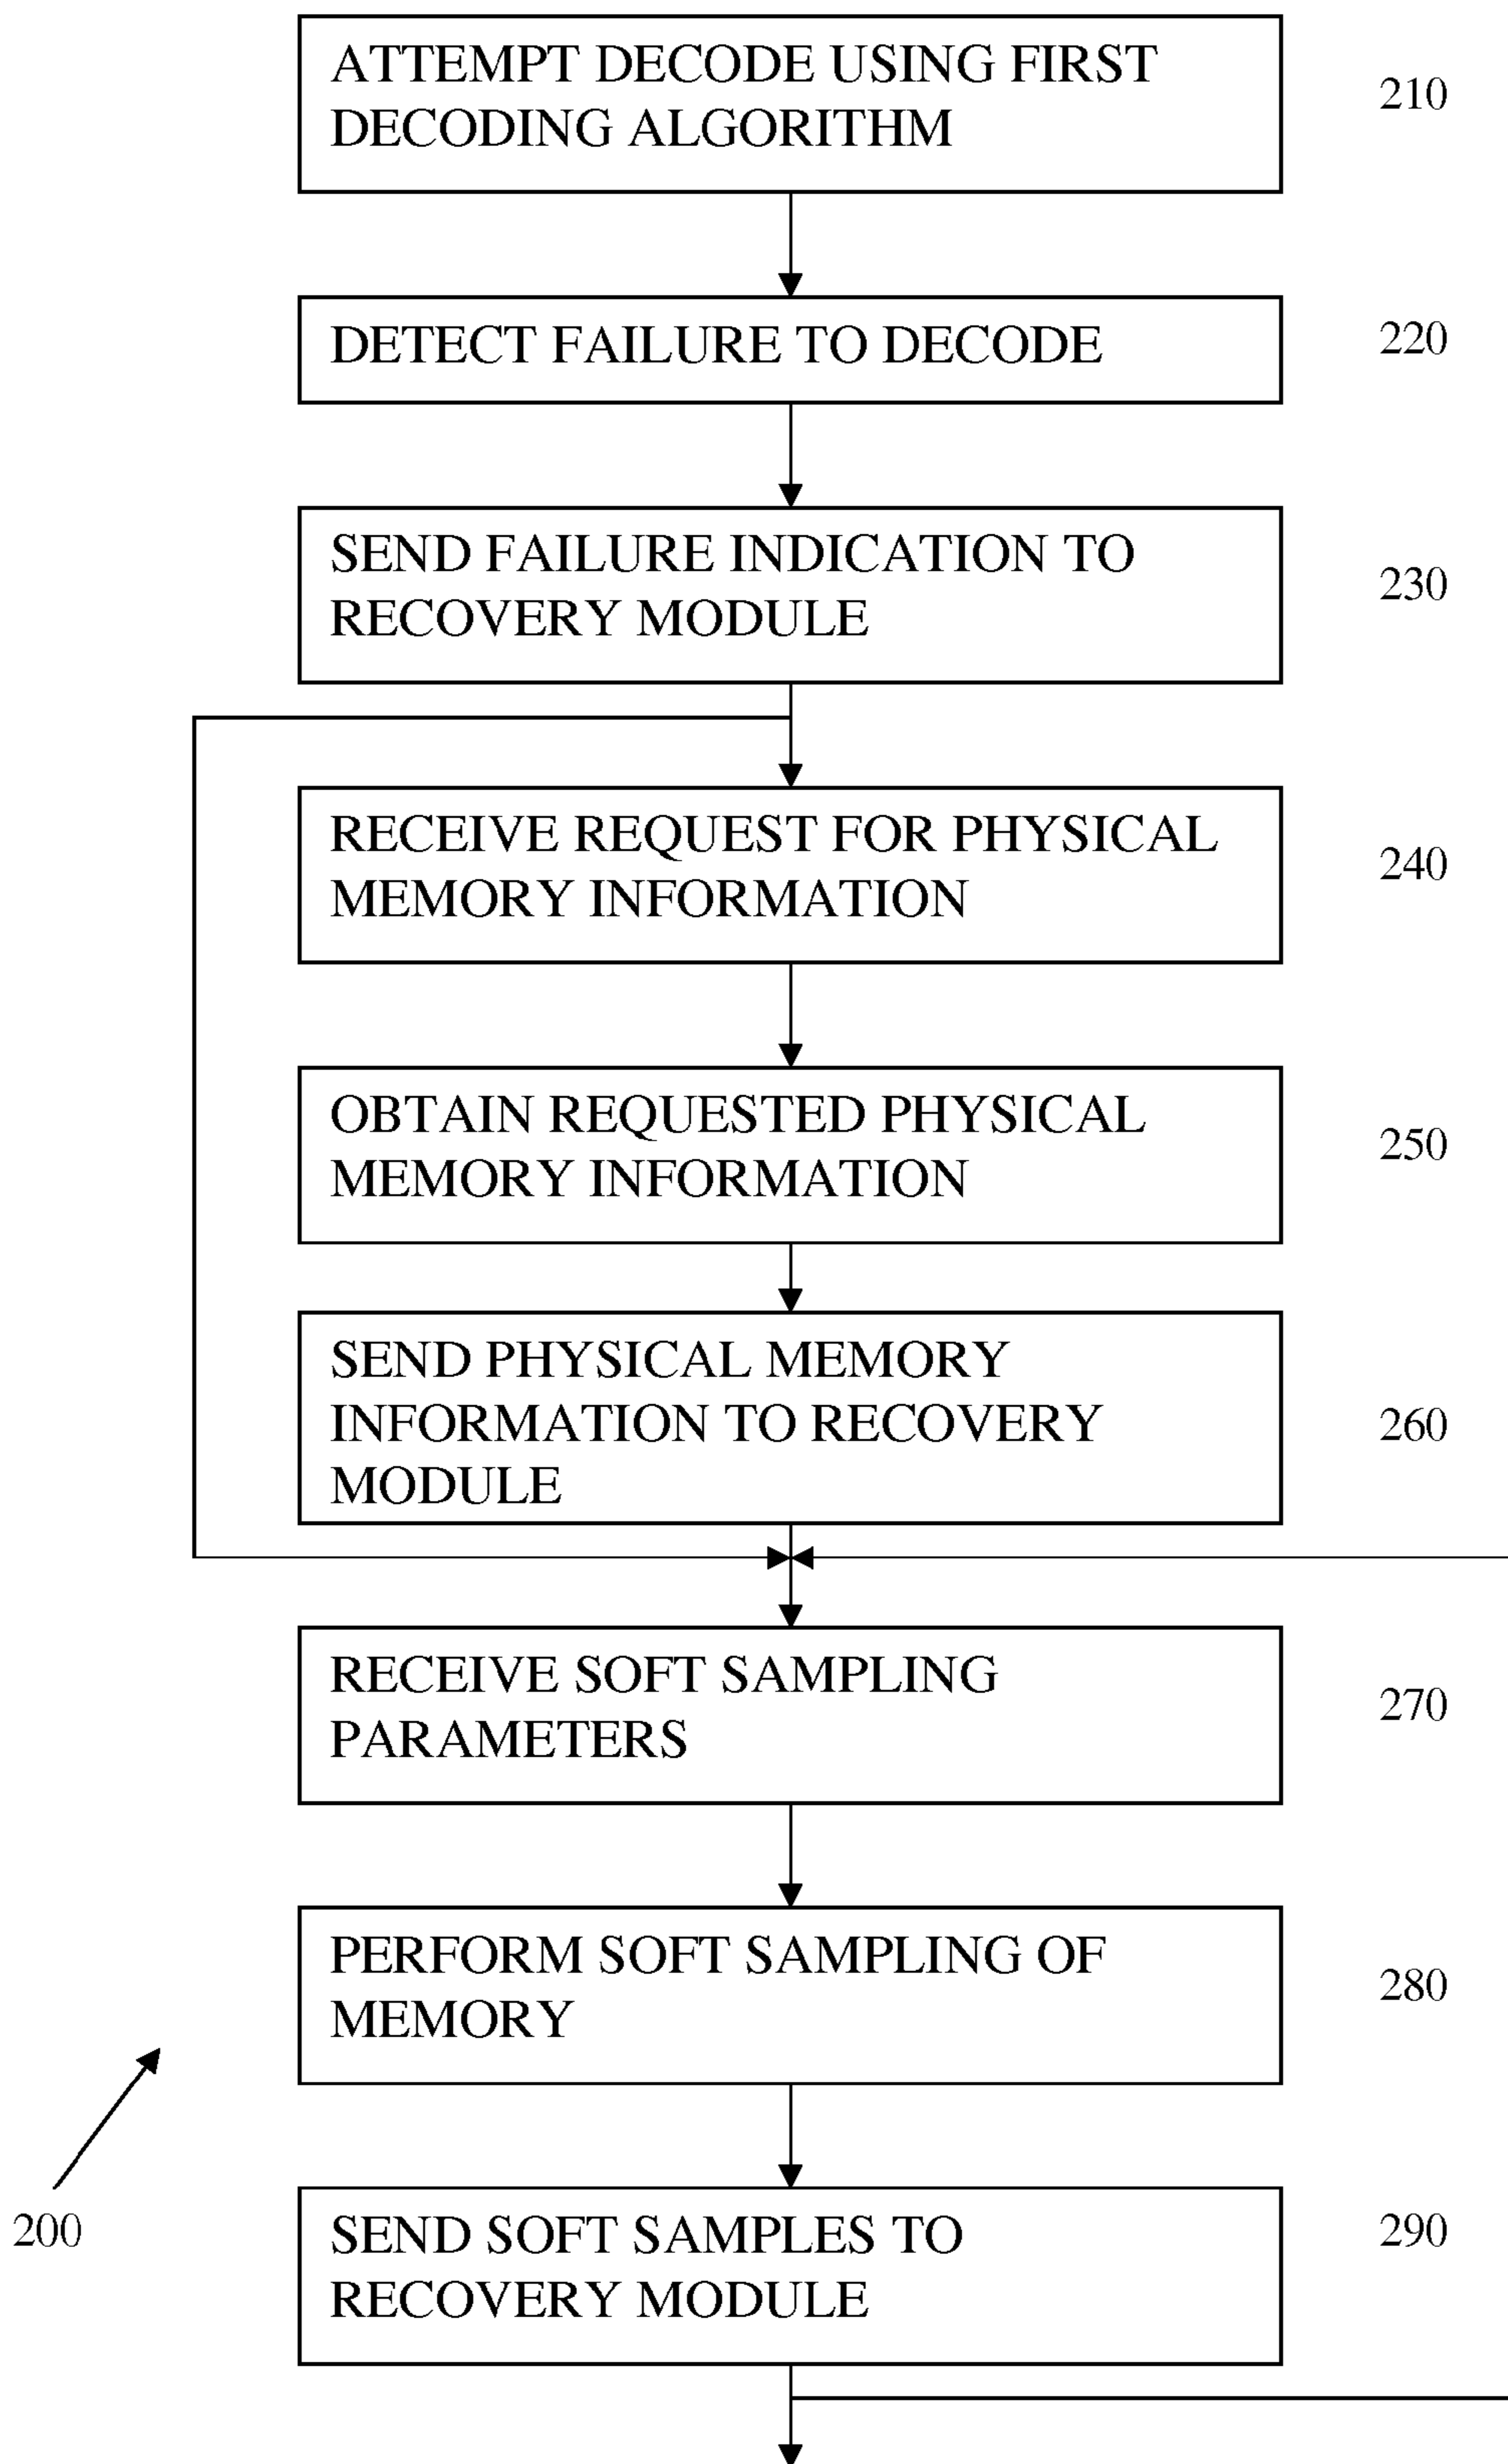 ATTEMPT DECODE USING FIRST
DECODING ALGORITHM
210
DETECT FAILURE TO DECODE
220
SEND FAILURE INDICATION TO
RECOVERY MODULE
230
RECEIVE REQUEST FOR PHYSICAL
MEMORY INFORMATION
240
OBTAIN REQUESTED PHYSICAL
MEMORY INFORMATION
250
SEND PHYSICAL MEMORY
INFORMATION TO RECOVERY
MODULE
260
RECEIVE SOFT SAMPLING
PARAMETERS
270
PERFORM SOFT SAMPLING OF
MEMORY
280
200
SEND SOFT SAMPLES TO
RECOVERY MODULE
290